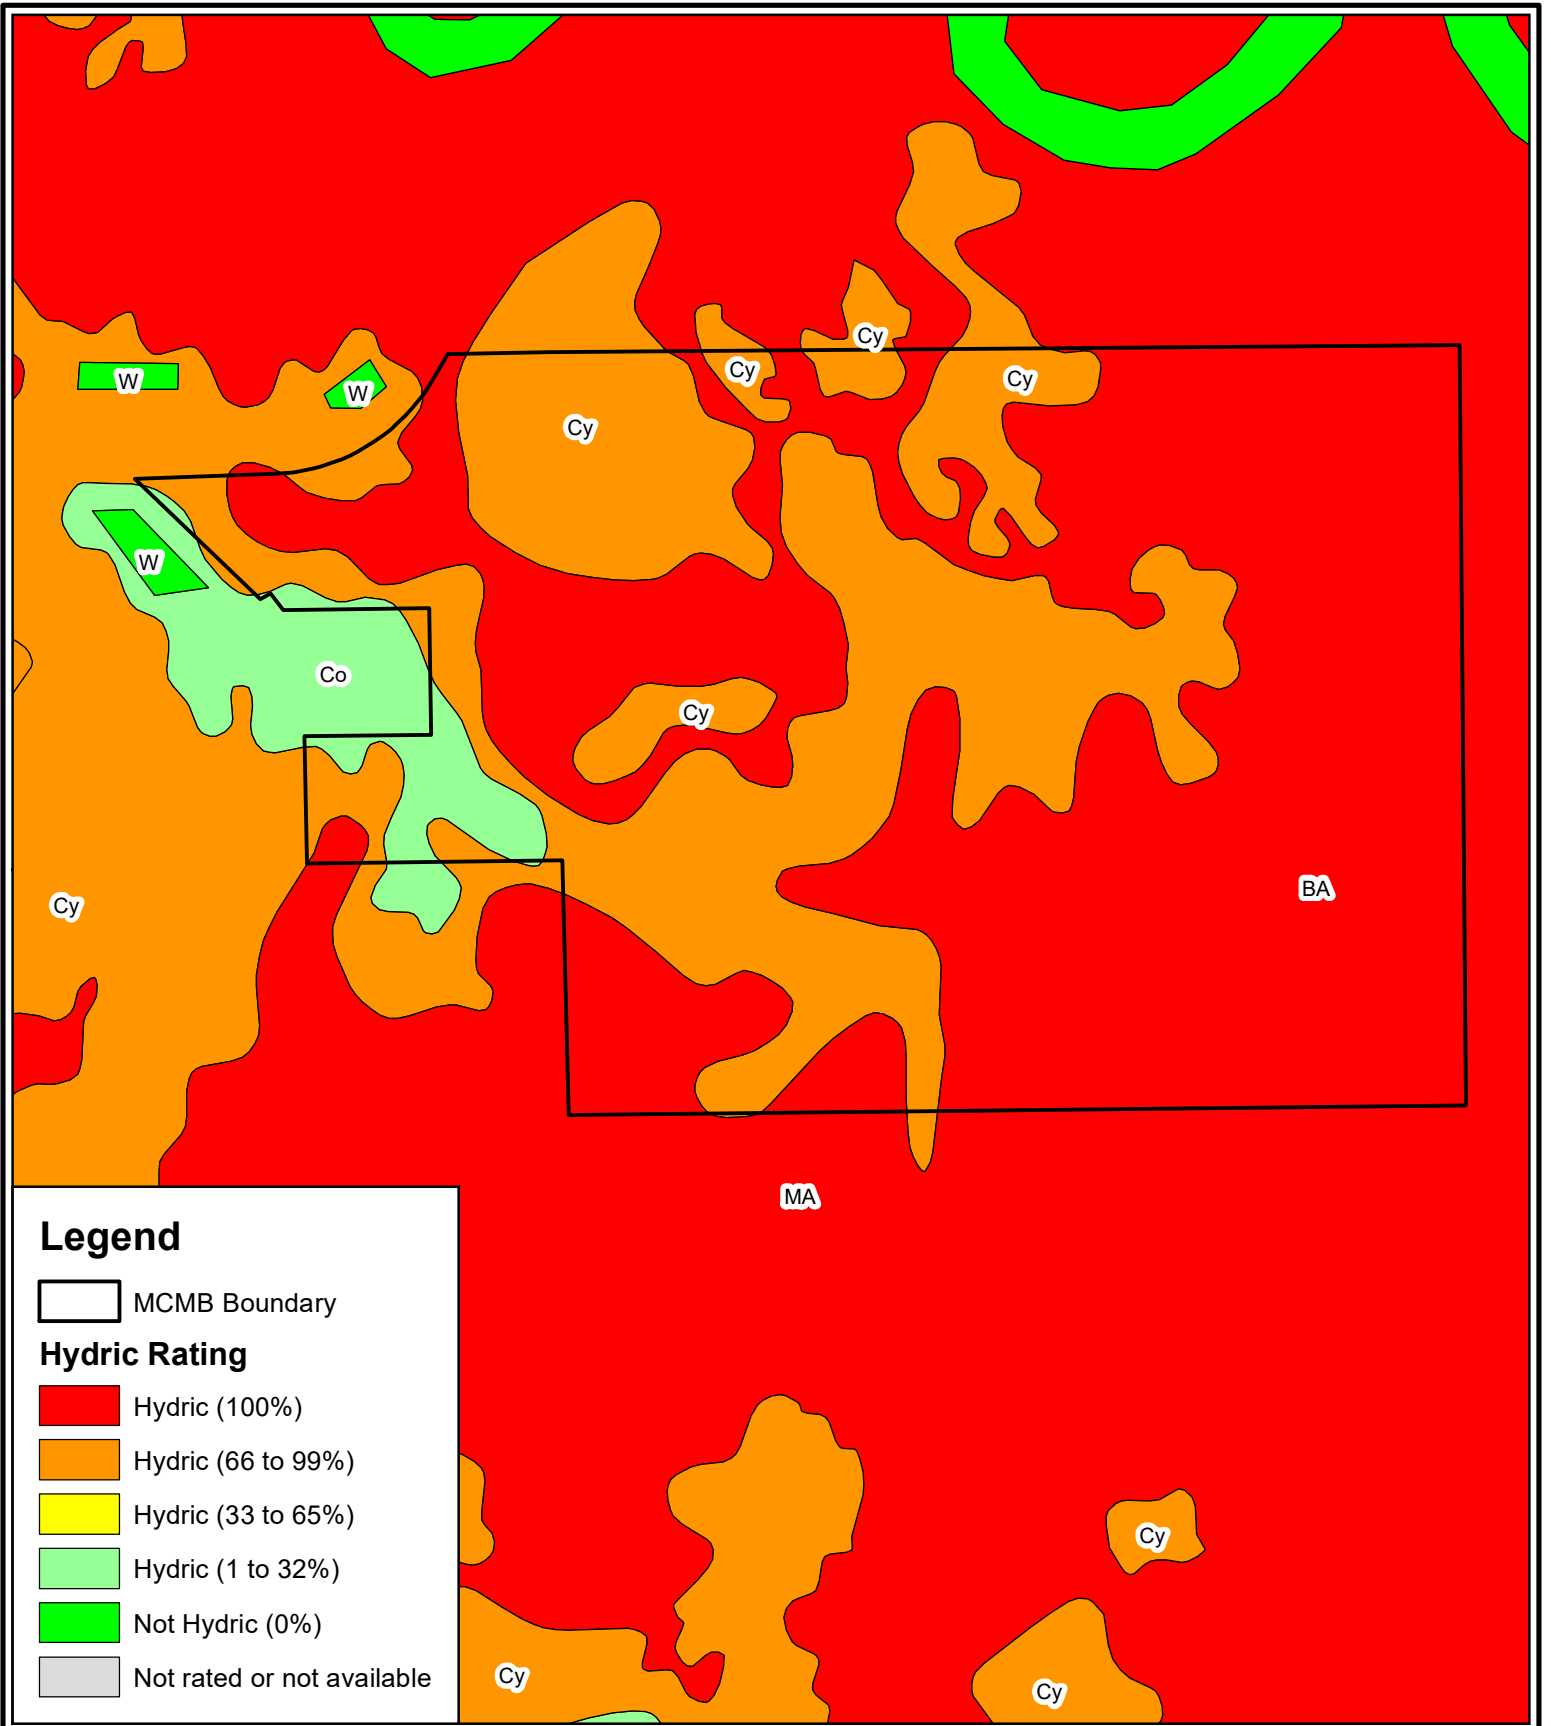 Cy
Cy
W
Cy
Cy
W
Cy
W
Co
Cy
BA
Cy
MA
Legend
MCMB Boundary
Hydric Rating
Hydric (100%)
Hydric (66 to 99%)
Hydric (33 to 65%)
Hydric (1 to 32%)
Not Hydric (0%)
Not rated or not available
Cy
Cy
Cy